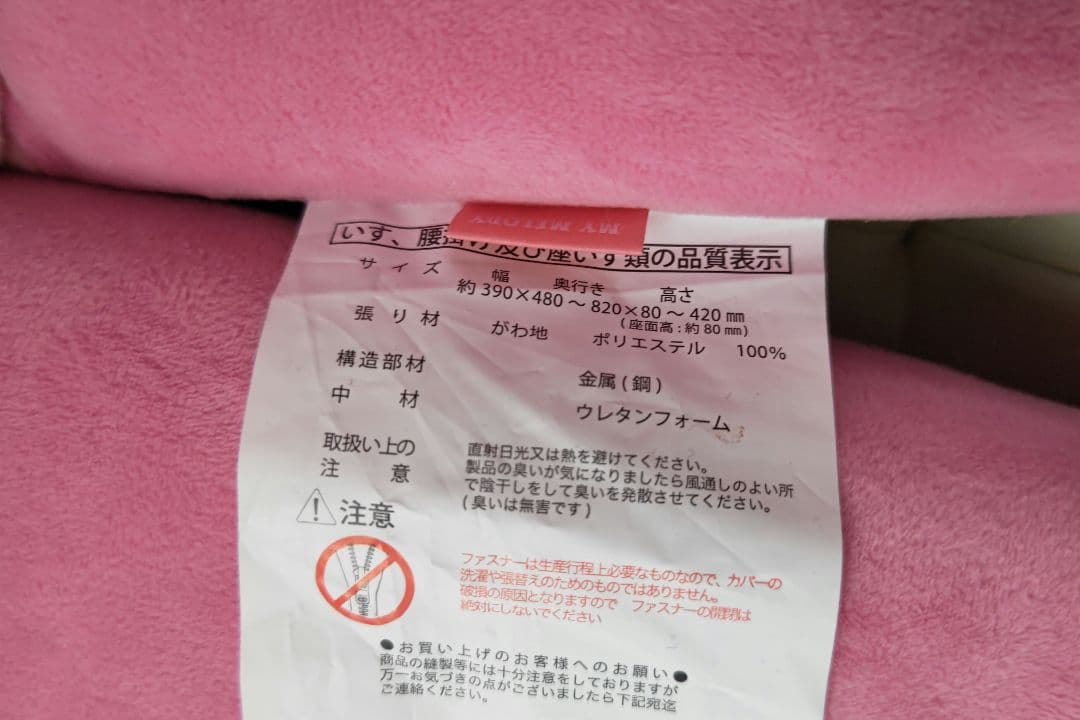 MY MELODY
いす、腰掛け及び座いす類の品質表示
サイズ 幅 奥行き 高さ
約390×480～820×80～420㎜
(座面高:約80㎜)
張り材 がわ地 ポリエステル 100%
構造部材 金属(鋼)
中材 ウレタンフォーム
取扱い上の注意
直射日光又は熱を避けてください。
製品の臭いが気になりましたら風通しのよい所
で陰干しをして臭いを発散させてください。
(臭いは無害です)
注意
ファスナーは生産行程上必要なものなので、カバーの
洗濯や張替えのためのものではありません。
破損の原因となりますので ファスナーの開閉は
絶対にしないでください
●お買い上げのお客様へのお願い●
商品の縫製等には十分注意をしておりますが
万一お気づきの点がございましたら下記宛迄
ご連絡ください。